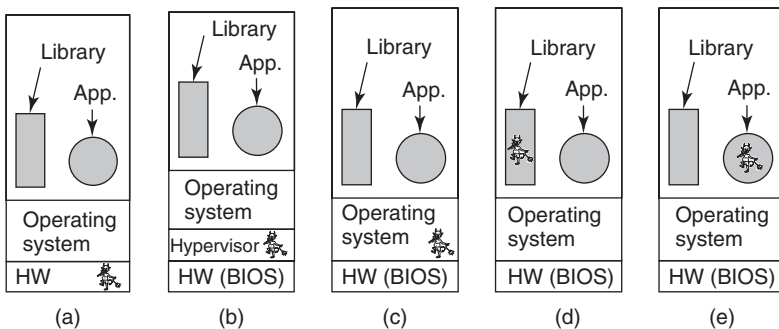 Library
App.
Operating
system
HW
(a)
Library
App.
Operating
system
Hypervisor
HW (BIOS)
(b)
Library
App.
Operating
system
HW (BIOS)
(c)
Library
App.
Operating
system
HW (BIOS)
(d)
Library
App.
Operating
system
HW (BIOS)
(e)